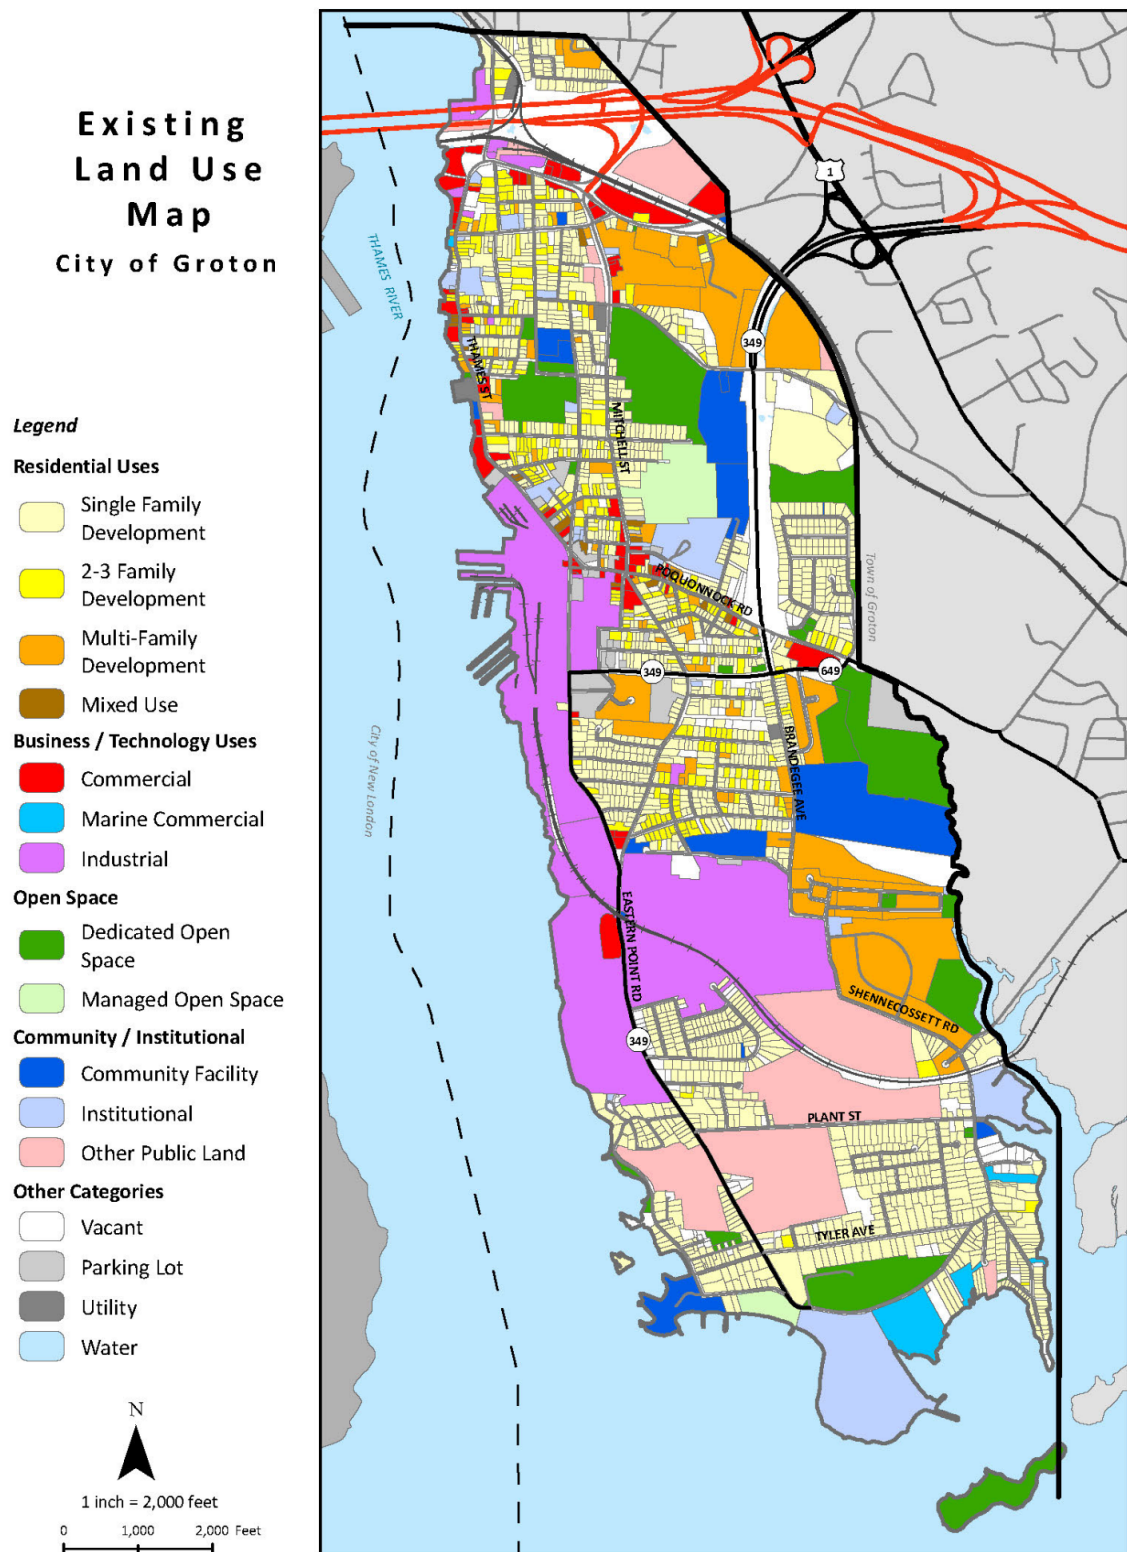 Existing
Land Use
Map
City of Groton
Legend
Residential Uses
Single Family
Development
2-3 Family
Development
Multi-Family
Development
Mixed Use
Business / Technology Uses
Commercial
Marine Commercial
Industrial
Open Space
Dedicated Open
Space
Managed Open Space
Community / Institutional
Community Facility
Institutional
Other Public Land
Other Categories
Vacant
Parking Lot
Utility
Water
N
1 inch = 2,000 feet
0 1,000 2,000 Feet
1
THAMES RIVER
349
THAMES ST
MITCHELL ST
Town of Groton
POQUONNOCK RD
349
649
City of New London
BRANDEGEE AVE
EASTERN POINT RD
SHENNECOSSETT RD
349
PLANT ST
TYLER AVE